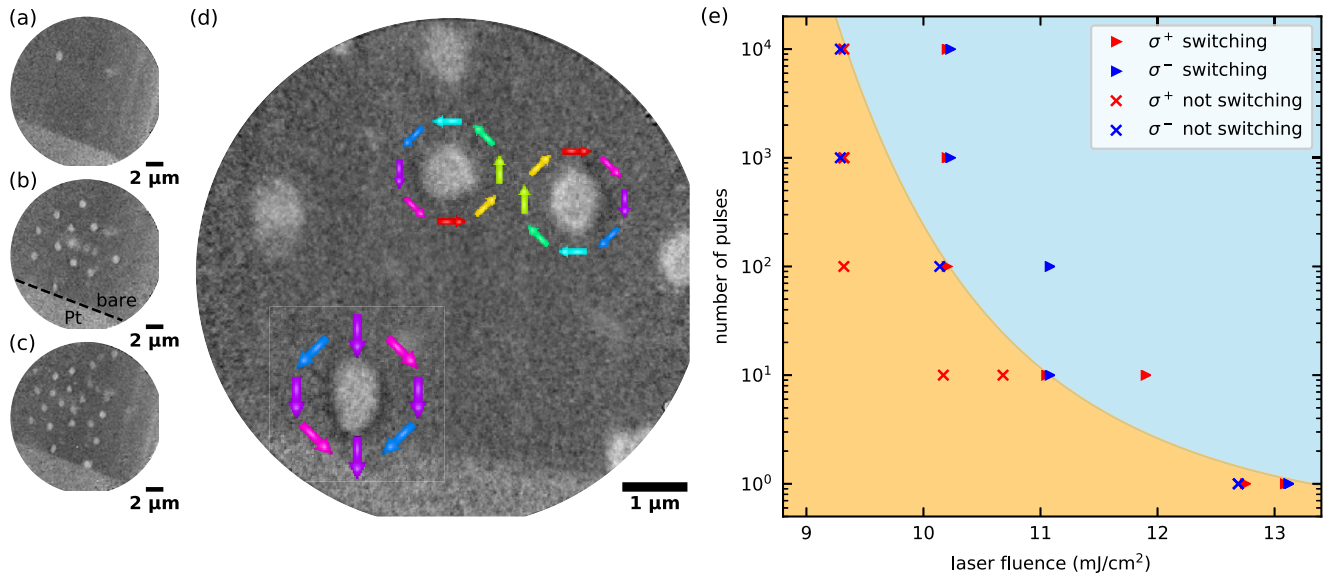 (a)
2 μm
(b)
bare
Pt
2 μm
(c)
2 μm
(d)
1 μm
(e)
σ⁺ switching
σ⁻ switching
σ⁺ not switching
σ⁻ not switching
number of pulses
10⁴
10³
10²
10¹
10⁰
9 10 11 12 13
laser fluence (mJ/cm²)